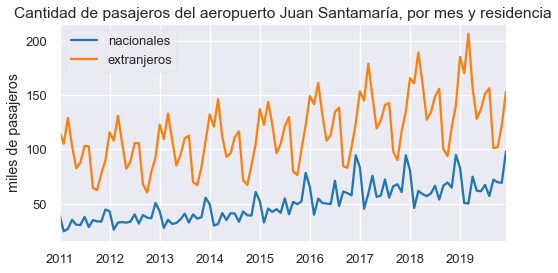 Cantidad de pasajeros del aeropuerto Juan Santamaría, por mes y residencia
nacionales
extranjeros
miles de pasajeros
200
150
100
50
2011 2012 2013 2014 2015 2016 2017 2018 2019